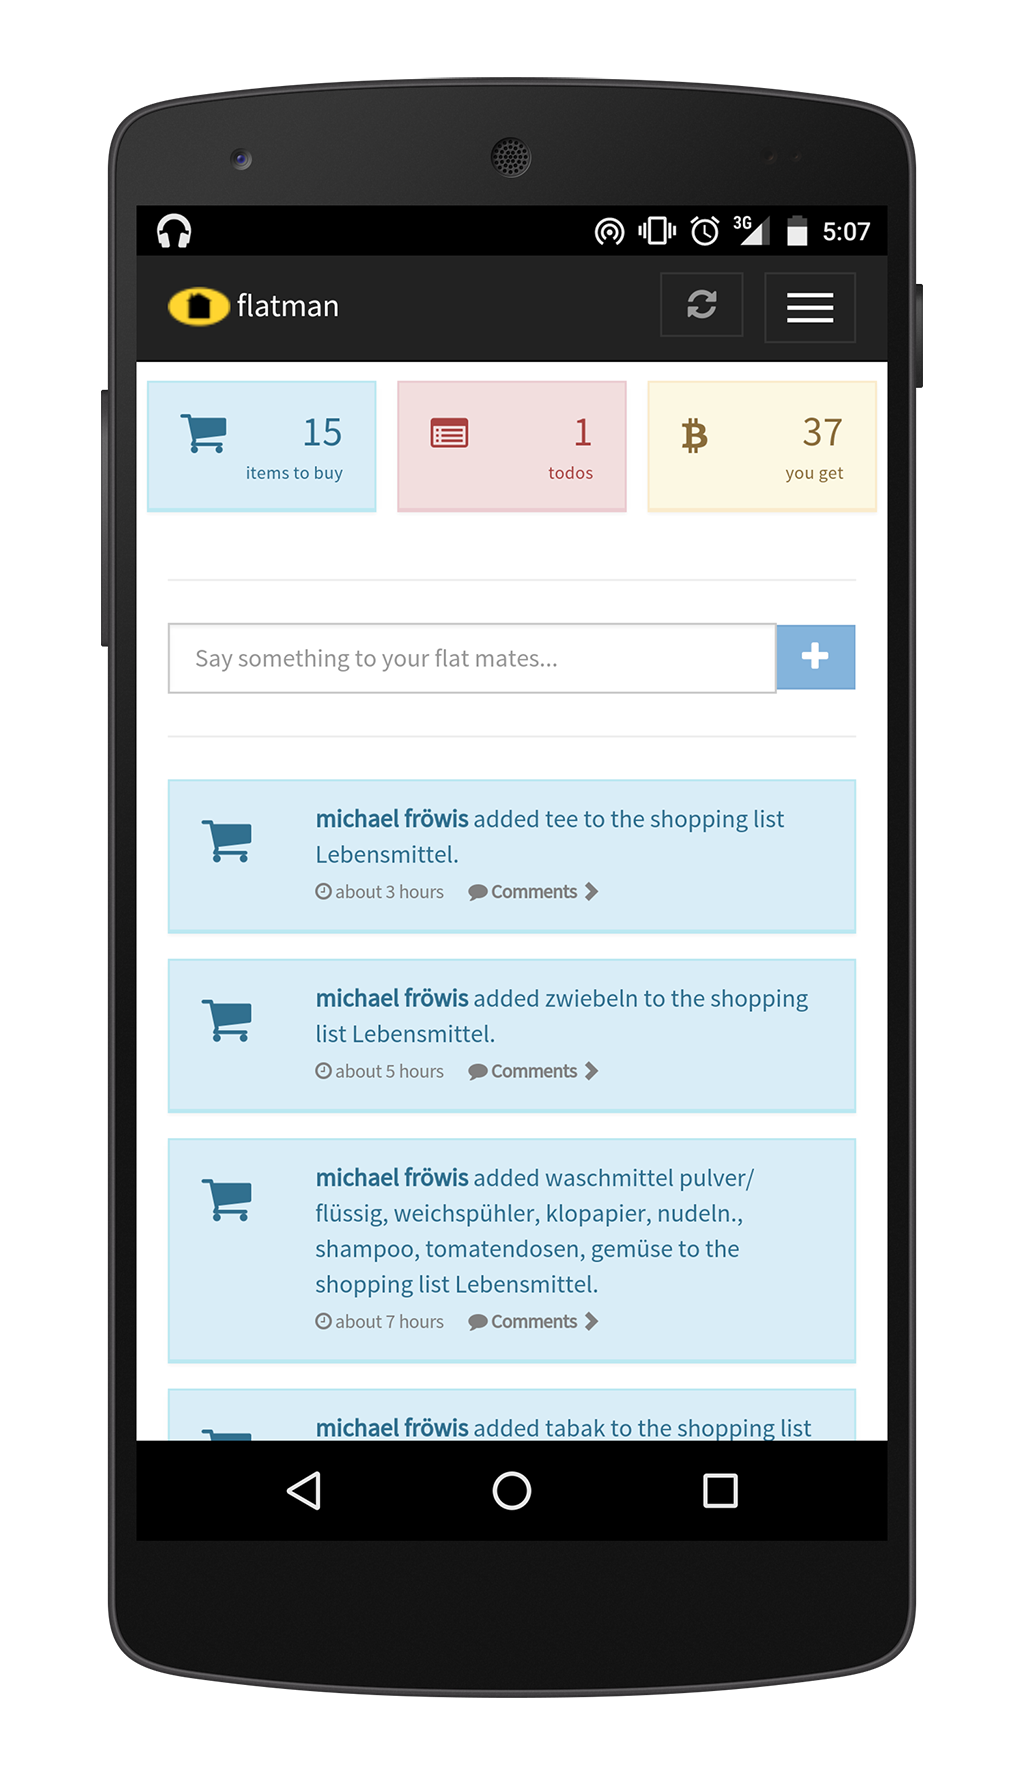 3G 5:07
flatman
15
items to buy
1
todos
37
you get
Say something to your flat mates...
michael fröwis added tee to the shopping list
Lebensmittel.
about 3 hours Comments
michael fröwis added zwiebeln to the shopping
list Lebensmittel.
about 5 hours Comments
michael fröwis added waschmittel pulver/
flüssig, weichspühler, klopapier, nudeln.,
shampoo, tomatendosen, gemüse to the
shopping list Lebensmittel.
about 7 hours Comments
michael fröwis added tabak to the shopping list